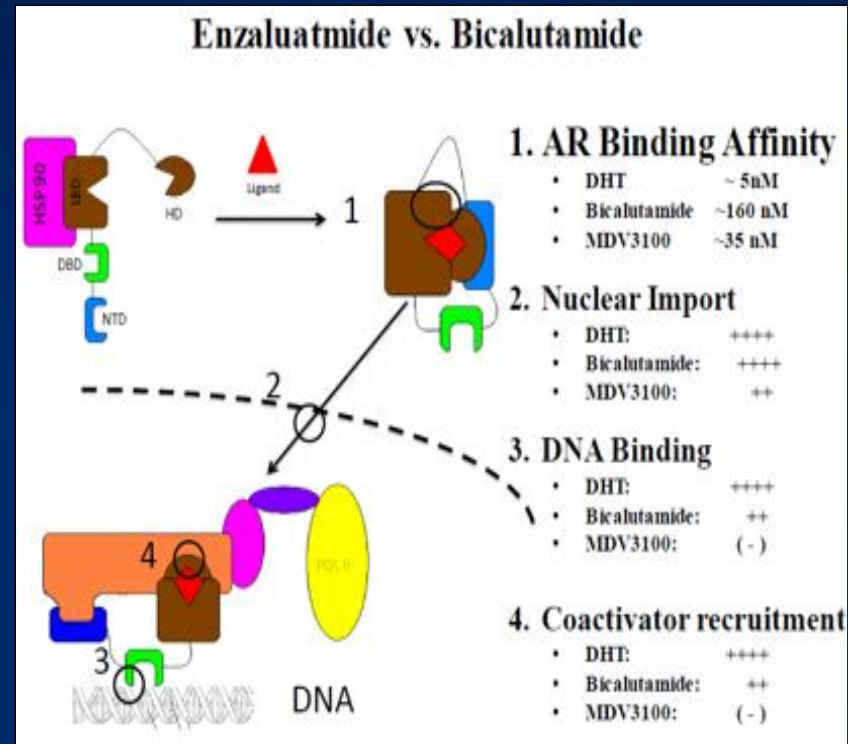 Enzaluatmide vs. Bicalutamide
HSP90
LBD
HD
DBD
NTD
Ligand
1
2
POL II
4
3
DNA
1. AR Binding Affinity
• DHT ~ 5nM
• Bicalutamide ~160 nM
• MDV3100 ~35 nM
2. Nuclear Import
• DHT: ++++
• Bicalutamide: ++++
• MDV3100: ++
3. DNA Binding
• DHT: ++++
• Bicalutamide: ++
• MDV3100: (-)
4. Coactivator recruitment
• DHT: ++++
• Bicalutamide: ++
• MDV3100: (-)